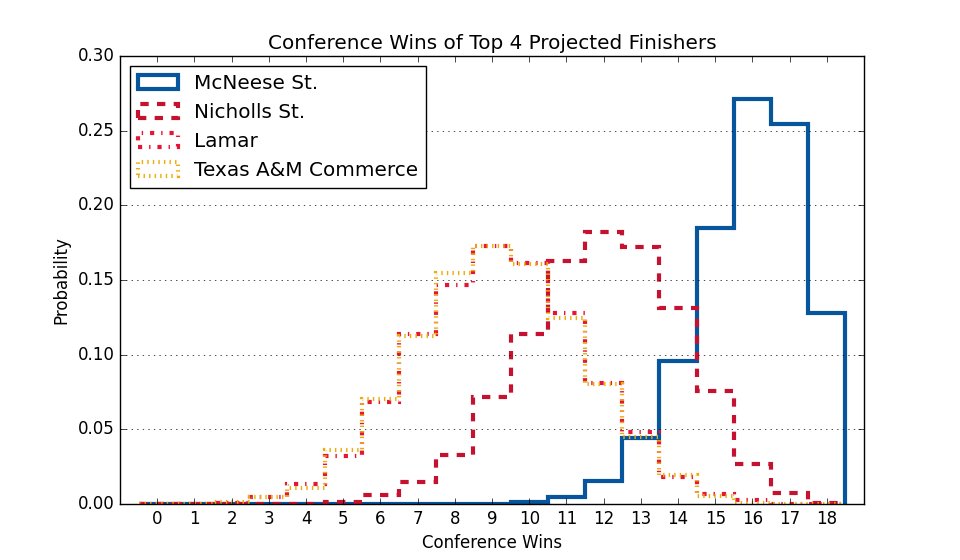 Conference Wins of Top 4 Projected Finishers
McNeese St.
Nicholls St.
Lamar
Texas A&M Commerce
Probability
0.30
0.25
0.20
0.15
0.10
0.05
0.00
0 1 2 3 4 5 6 7 8 9 10 11 12 13 14 15 16 17 18
Conference Wins